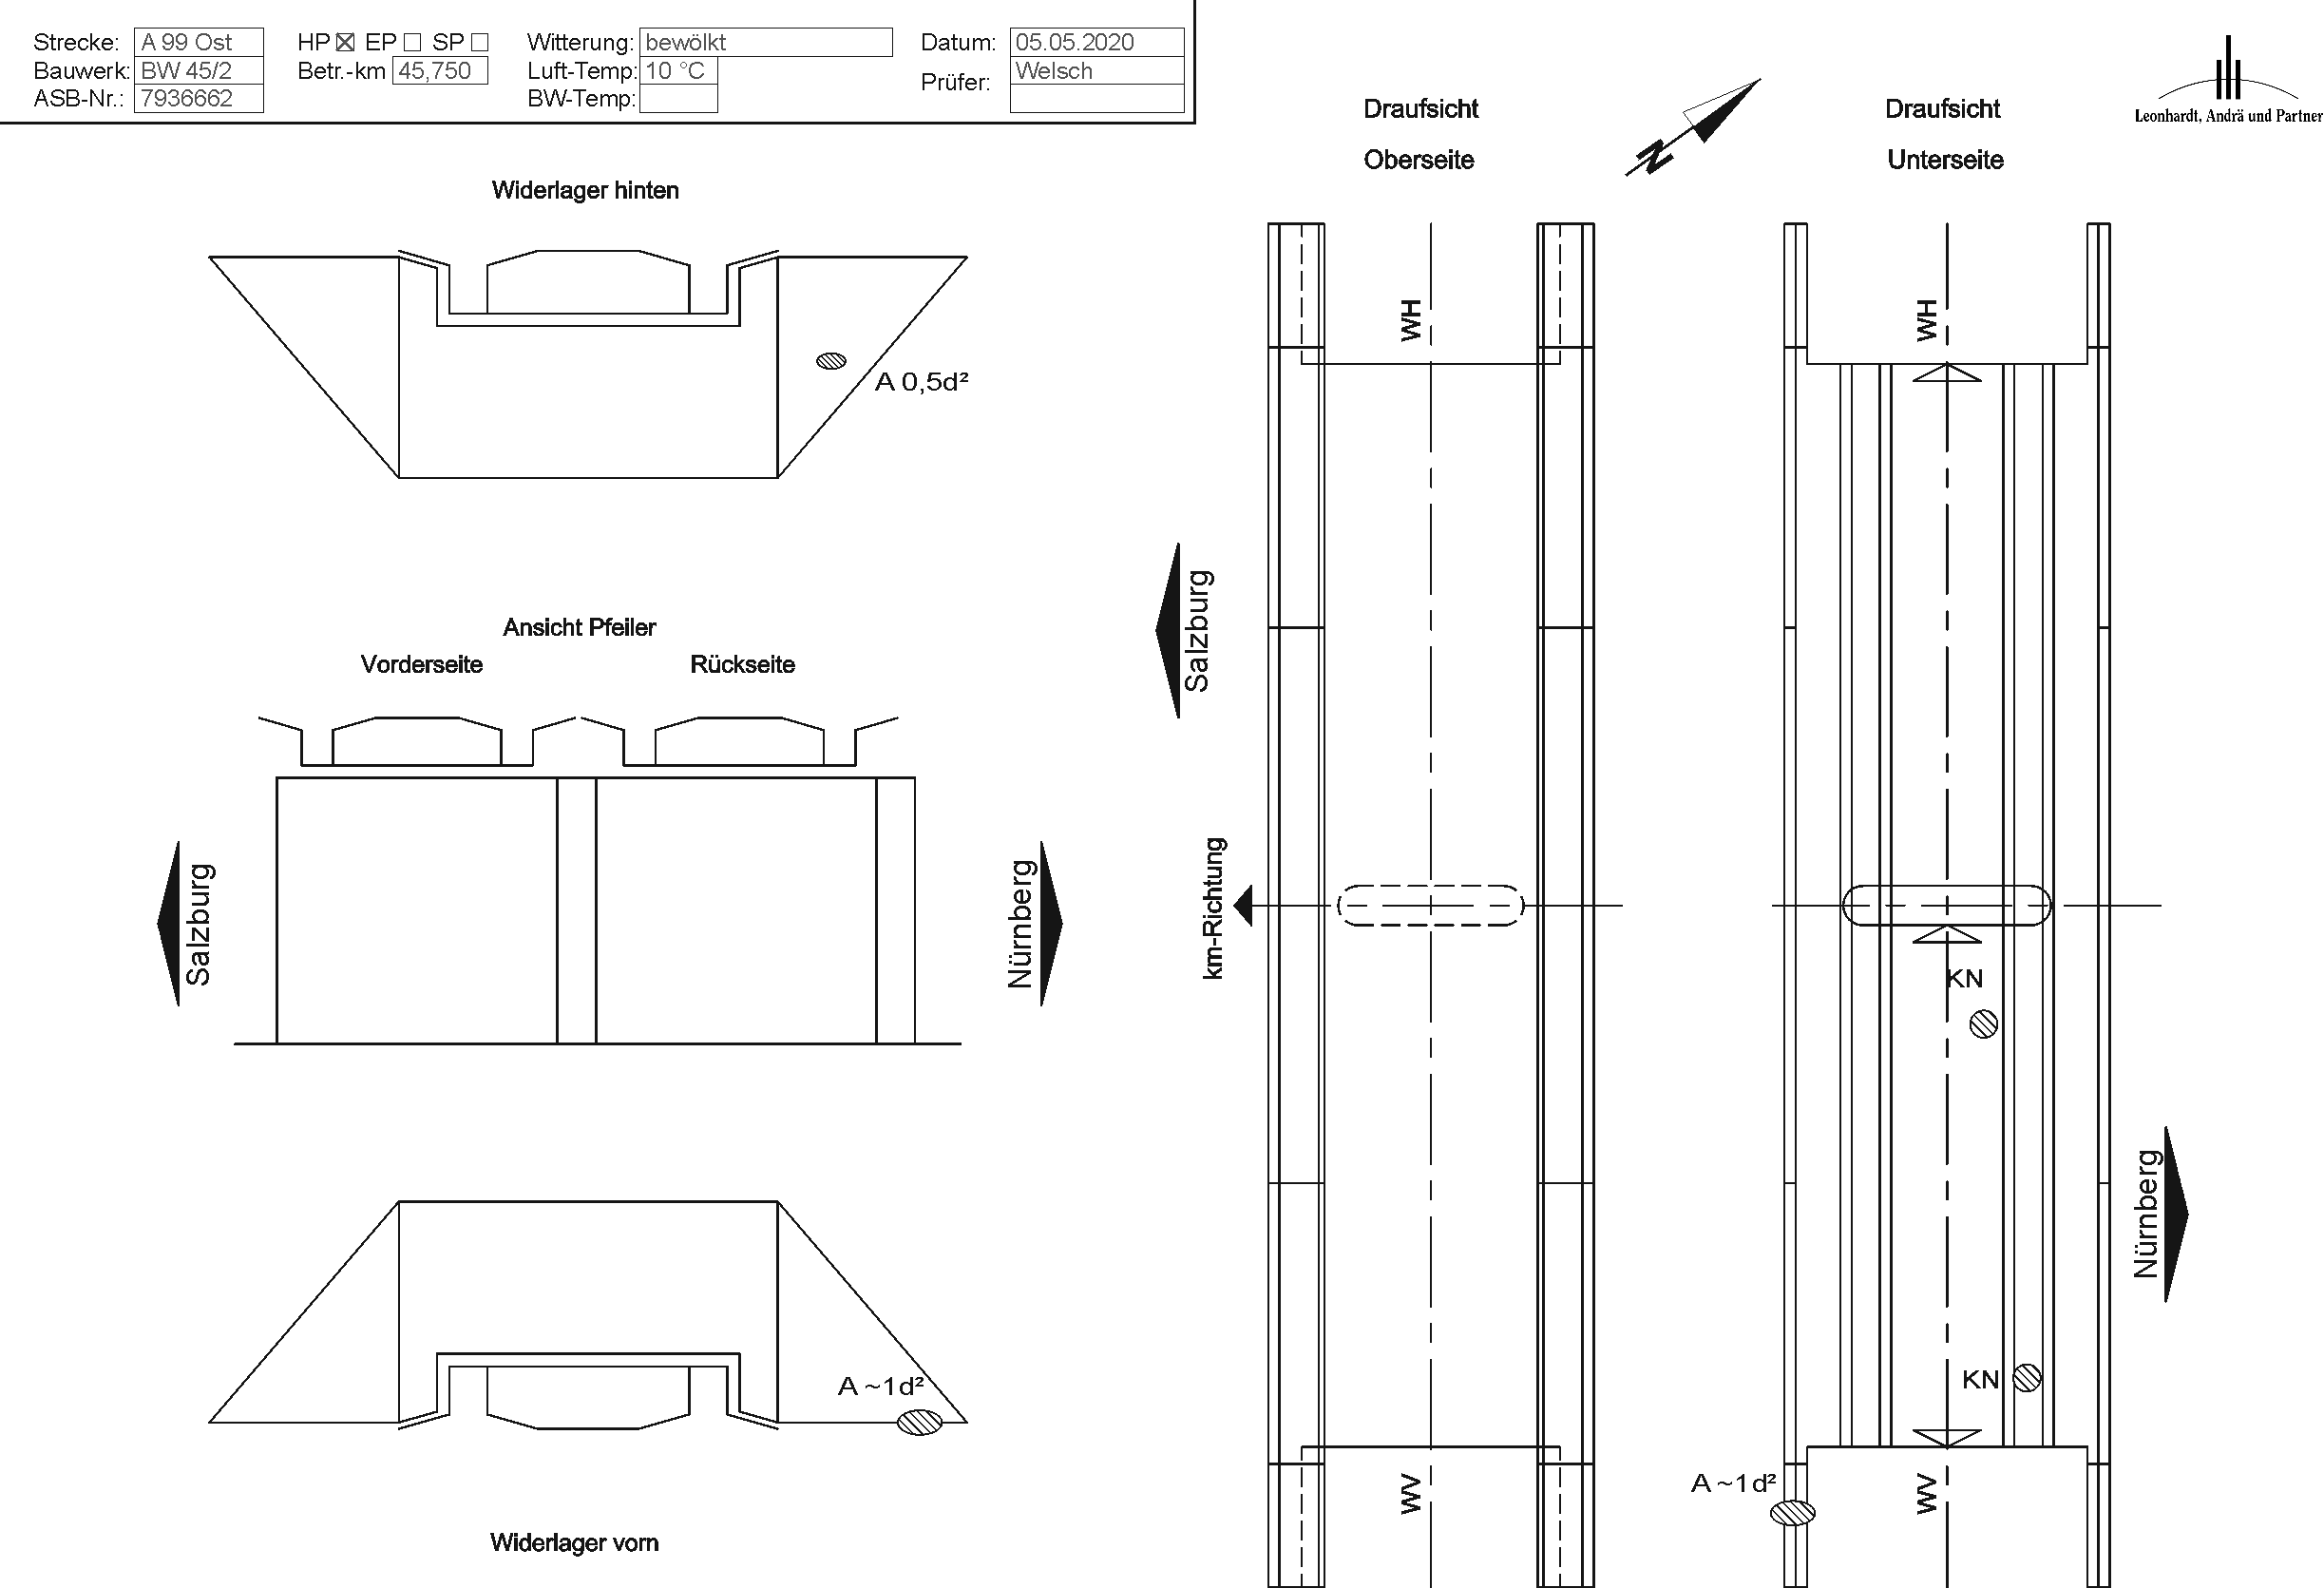 Strecke: A 99 Ost HP ☒ EP ☐ SP ☐ Witterung: bewölkt Datum: 05.05.2020
Bauwerk: BW 45/2 Betr.-km 45,750 Luft-Temp: 10 °C Prüfer: Welsch
ASB-Nr.: 7936662 BW-Temp:
Leonhardt, Andrä und Partner
Draufsicht
Oberseite
N
Draufsicht
Unterseite
Widerlager hinten
A 0,5d²
Ansicht Pfeiler
Vorderseite Rückseite
Salzburg
Nürnberg
A ~1d²
Widerlager vorn
WH
Salzburg
km-Richtung
WV
WH
KN
KN
Nürnberg
A ~1d²
WV